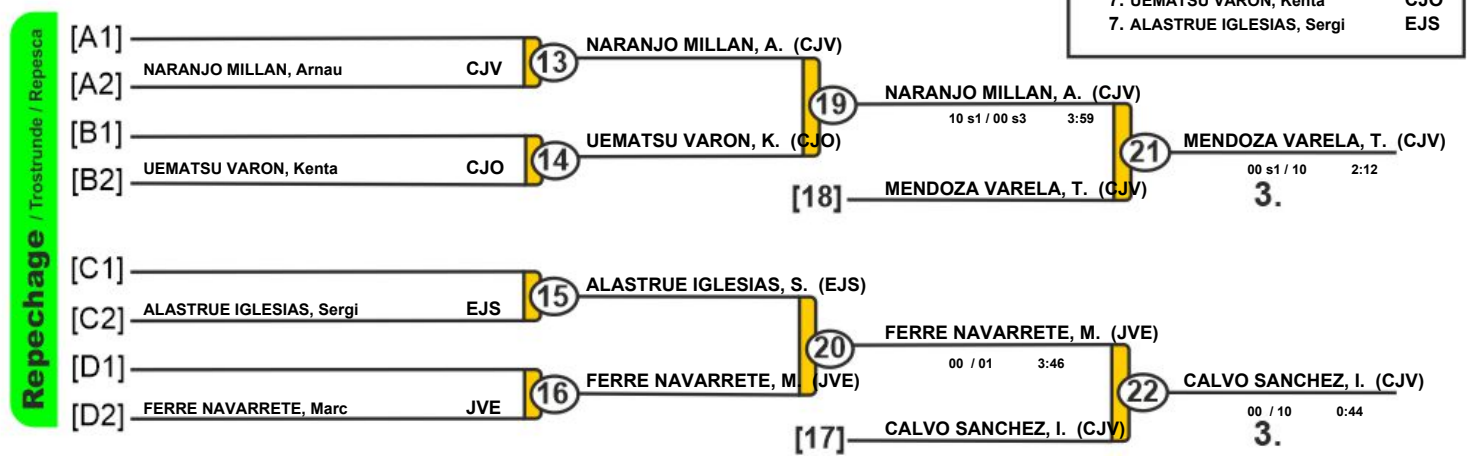 7. UEMATSU VARON, Kenta CJO
7. ALASTRUE IGLESIAS, Sergi EJS
Repechage / Trostrunde / Repesca
[A1]
NARANJO MILLAN, Arnau CJV
[A2]
13
NARANJO MILLAN, A. (CJV)
[B1]
UEMATSU VARON, Kenta CJO
[B2]
14
UEMATSU VARON, K. (CJO)
19
NARANJO MILLAN, A. (CJV)
10 s1 / 00 s3 3:59
[18]
MENDOZA VARELA, T. (CJV)
21
MENDOZA VARELA, T. (CJV)
00 s1 / 10 2:12
3.
[C1]
ALASTRUE IGLESIAS, Sergi EJS
[C2]
15
ALASTRUE IGLESIAS, S. (EJS)
[D1]
FERRE NAVARRETE, Marc JVE
[D2]
16
FERRE NAVARRETE, M. (JVE)
20
FERRE NAVARRETE, M. (JVE)
00 / 01 3:46
[17]
CALVO SANCHEZ, I. (CJV)
22
CALVO SANCHEZ, I. (CJV)
00 / 10 0:44
3.